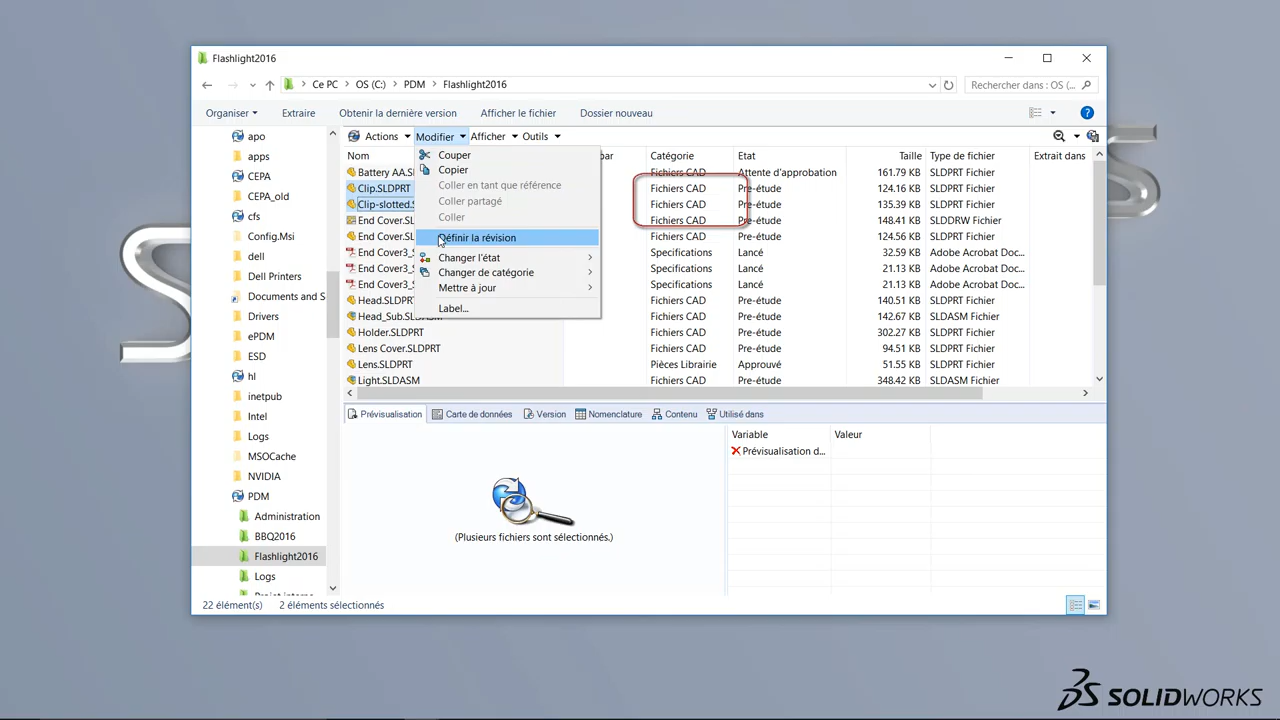 Flashlight2016
Ce PC OS (C:) PDM Flashlight2016
Rechercher dans : OS (...
Organiser Extraire Obtenir la dernière version Afficher le fichier Dossier nouveau
apo
apps
CEPA
CEPA_old
cfs
Config.Msi
dell
Dell Printers
Documents and S
Drivers
ePDM
ESD
hl
inetpub
Intel
Logs
MSOCache
NVIDIA
PDM
Administration
BBQ2016
Flashlight2016
Logs
Actions Modifier Afficher Outils
Nom par Catégorie Etat Taille Type de fichier Extrait dans
Battery AA.S Attente d'approbation 161.79 KB SLDPRT Fichier
Clip.SLDPRT Fichiers CAD Pre-étude 124.16 KB SLDPRT Fichier
Clip-slotted.S Fichiers CAD Pre-étude 135.39 KB SLDPRT Fichier
End Cover.SL Fichiers CAD Pre-étude 148.41 KB SLDDRW Fichier
End Cover.SL Fichiers CAD Pre-étude 124.56 KB SLDPRT Fichier
End Cover3_S Specifications Lancé 32.59 KB Adobe Acrobat Doc...
End Cover3_S Specifications Lancé 21.13 KB Adobe Acrobat Doc...
End Cover3_S Specifications Lancé 21.13 KB Adobe Acrobat Doc...
Head.SLDPRT Fichiers CAD Pre-étude 140.51 KB SLDPRT Fichier
Head_Sub.SLDASM Fichiers CAD Pre-étude 142.67 KB SLDASM Fichier
Holder.SLDPRT Fichiers CAD Pre-étude 302.27 KB SLDPRT Fichier
Lens Cover.SLDPRT Fichiers CAD Pre-étude 94.51 KB SLDPRT Fichier
Lens.SLDPRT Pièces Librairie Approuvé 51.55 KB SLDPRT Fichier
Light.SLDASM Fichiers CAD Pre-étude 348.42 KB SLDASM Fichier
Couper
Copier
Coller en tant que référence
Coller partagé
Coller
Définir la révision
Changer l'état
Changer de catégorie
Mettre à jour
Label...
Prévisualisation Carte de données Version Nomenclature Contenu Utilisé dans
(Plusieurs fichiers sont sélectionnés.)
Variable Valeur
Prévisualisation d...
22 élément(s) 2 éléments sélectionnés
SOLIDWORKS